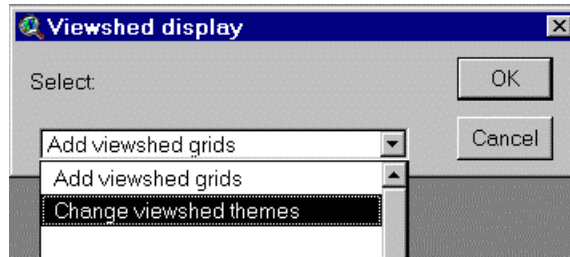 Viewshed display
Select:
OK
Add viewshed grids
Cancel
Add viewshed grids
Change viewshed themes